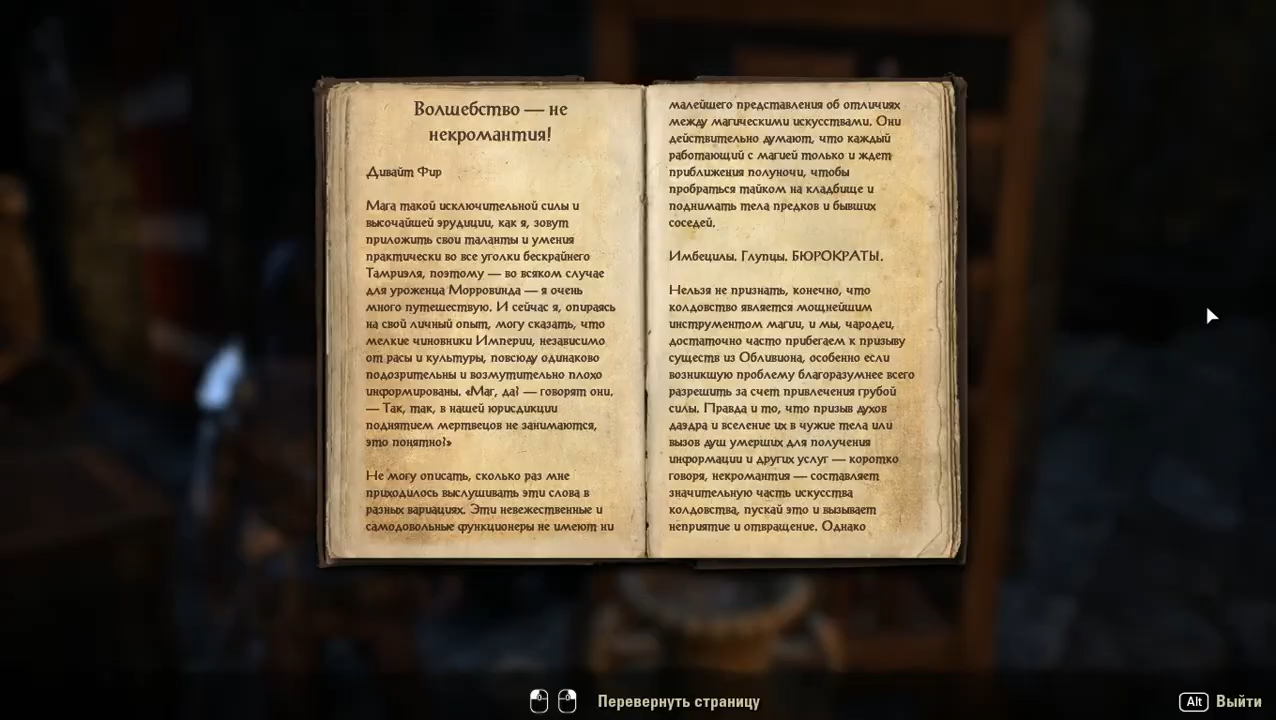 Волшебство — не
некромантия!
Дивайт Фир
Мага такой исключительной силы и
высочайшей эрудиции, как я, зовут
приложить свои таланты и умения
практически во все уголки бескрайнего
Тамриэля, поэтому — во всяком случае
для уроженца Морровинда — я очень
много путешествую. И сейчас я, опираясь
на свой личный опыт, могу сказать, что
мелкие чиновники Империи, независимо
от расы и культуры, повсюду одинаково
подозрительны и возмутительно плохо
информированы. «Маг, да? — говорят они.
— Так, так, в нашей юрисдикции
поднятием мертвецов не занимаются,
это понятно?»
Не могу описать, сколько раз мне
приходилось выслушивать эти слова в
разных вариациях. Эти невежественные и
самодовольные функционеры не имеют ни
малейшего представления об отличиях
между магическими искусствами. Они
действительно думают, что каждый
работающий с магией только и ждет
приближения полуночи, чтобы
пробраться тайком на кладбище и
поднимать тела предков и бывших
соседей.
Имбецилы. Глупцы. БЮРОКРАТЫ.
Нельзя не признать, конечно, что
колдовство является мощнейшим
инструментом магии, и мы, чародеи,
достаточно часто прибегаем к призыву
существ из Обливиона, особенно если
возникшую проблему благоразумнее всего
разрешить за счет привлечения грубой
силы. Правда и то, что призыв духов
даэдра и вселение их в чужие тела или
вызов душ умерших для получения
информации и других услуг — коротко
говоря, некромантия — составляет
значительную часть искусства
колдовства, пускай это и вызывает
неприятие и отвращение. Однако
Перевернуть страницу
Alt Выйти